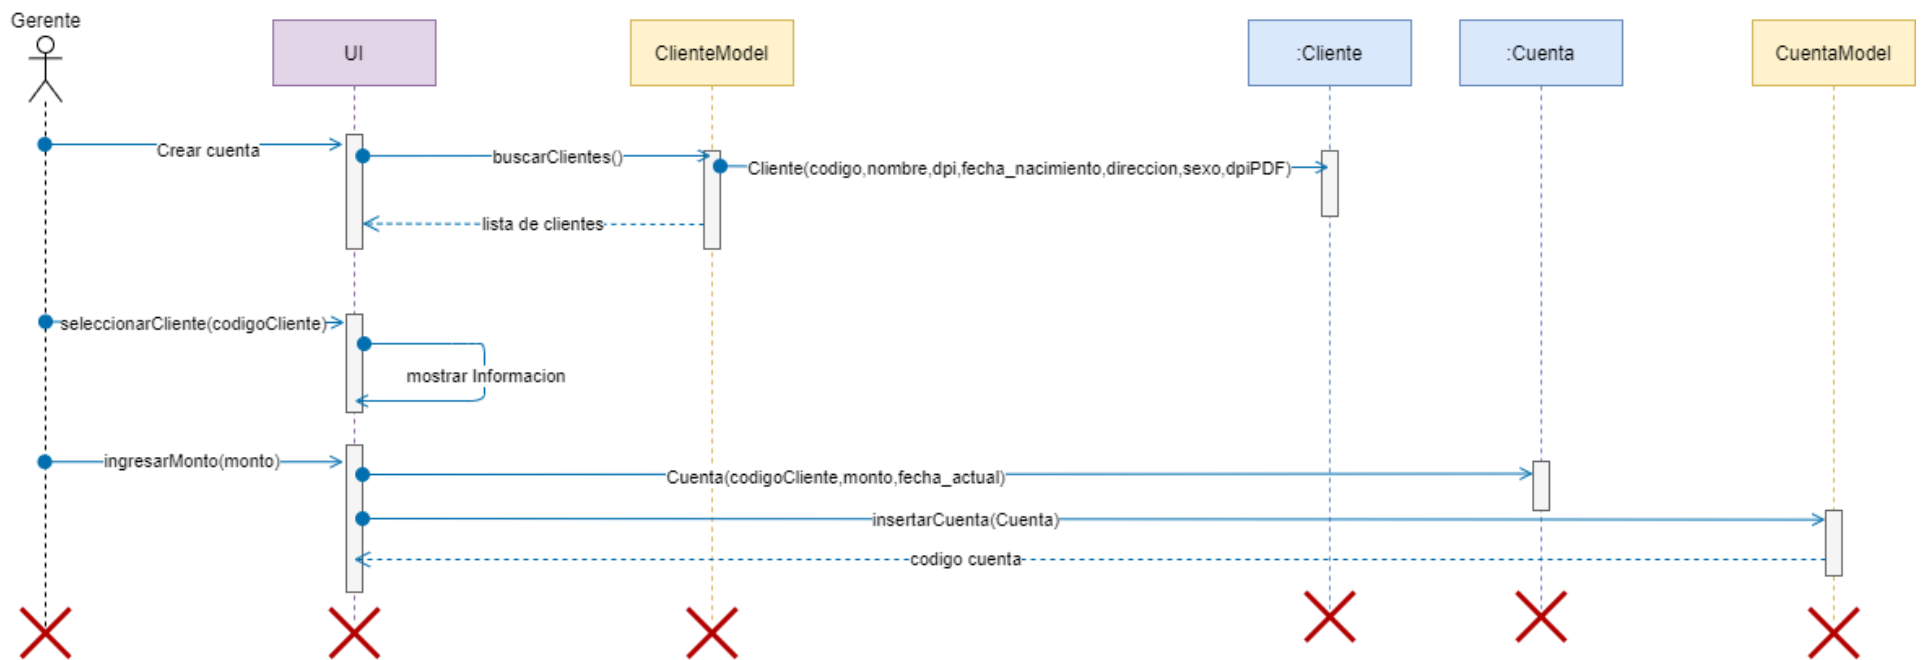 Gerente
UI
ClienteModel
:Cliente
:Cuenta
CuentaModel
Crear cuenta
buscarClientes()
Cliente(codigo,nombre,dpi,fecha_nacimiento,direccion,sexo,dpiPDF)
lista de clientes
seleccionarCliente(codigoCliente)
mostrar Informacion
ingresarMonto(monto)
Cuenta(codigoCliente,monto,fecha_actual)
insertarCuenta(Cuenta)
codigo cuenta